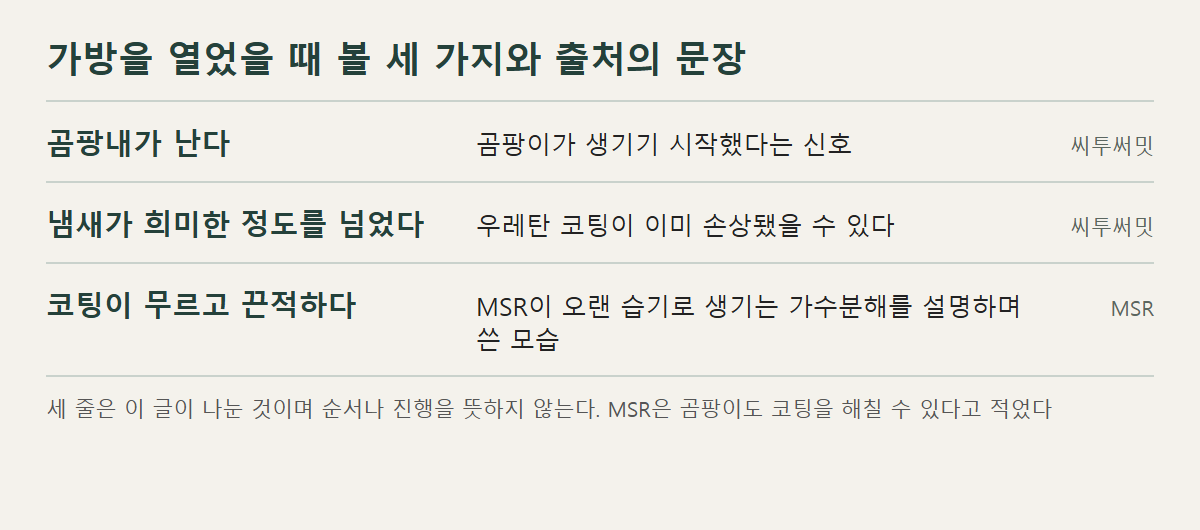 가방을 열었을 때 볼 세 가지와 출처의 문장
곰팡내가 난다
곰팡이가 생기기 시작했다는 신호
씨투써밋
냄새가 희미한 정도를 넘었다
우레탄 코팅이 이미 손상됐을 수 있다
씨투써밋
코팅이 무르고 끈적하다
MSR이 오랜 습기로 생기는 가수분해를 설명하며
쓴 모습
MSR
세 줄은 이 글이 나눈 것이며 순서나 진행을 뜻하지 않는다. MSR은 곰팡이도 코팅을 해칠 수 있다고 적었다